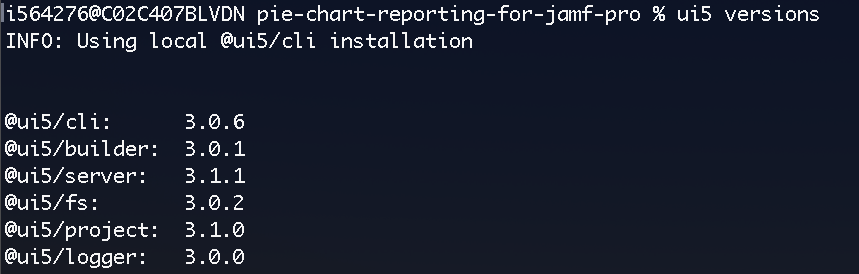 i564276@C02C407BLVDN pie-chart-reporting-for-jamf-pro % ui5 versions
INFO: Using local @ui5/cli installation
@ui5/cli: 3.0.6
@ui5/builder: 3.0.1
@ui5/server: 3.1.1
@ui5/fs: 3.0.2
@ui5/project: 3.1.0
@ui5/logger: 3.0.0